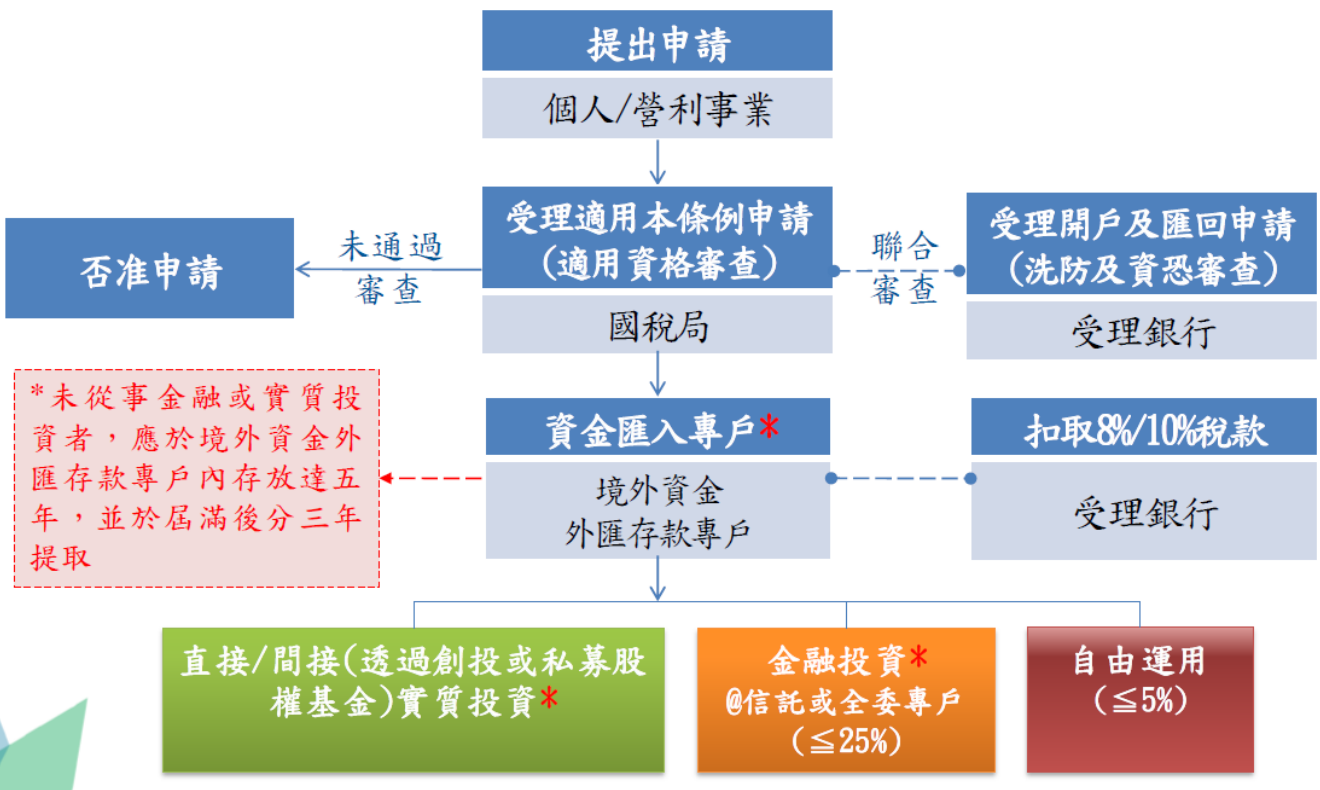 提出申請
個人/營利事業
受理適用本條例申請
(適用資格審查)
國稅局
未通過
審查
否准申請
聯合
審查
受理開戶及匯回申請
(洗防及資恐審查)
受理銀行
*未從事金融或實質投
資者，應於境外資金外
匯存款專戶內存放達五
年，並於屆滿後分三年
提取
資金匯入專戶*
境外資金
外匯存款專戶
扣取8%/10%稅款
受理銀行
直接/間接(透過創投或私募股
權基金)實質投資*
金融投資*
@信託或全委專戶
(≦25%)
自由運用
(≦5%)